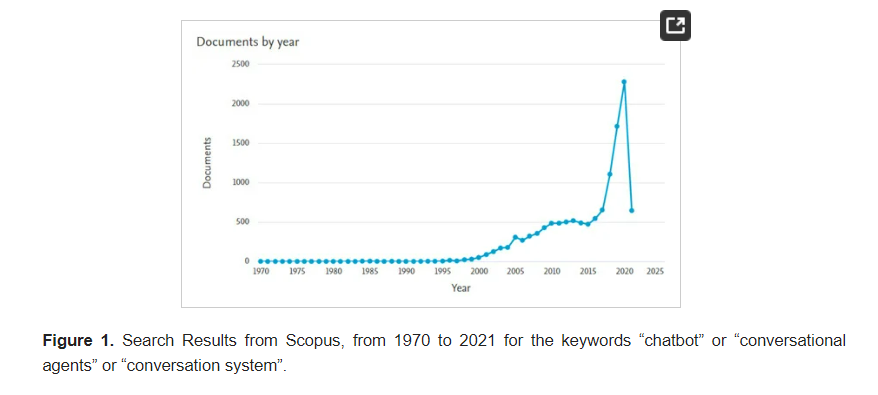 Documents by year
2500
2000
1500
1000
500
0
Documents
1970 1975 1980 1985 1990 1995 2000 2005 2010 2015 2020 2025
Year
Figure 1. Search Results from Scopus, from 1970 to 2021 for the keywords “chatbot” or “conversational
agents” or “conversation system”.